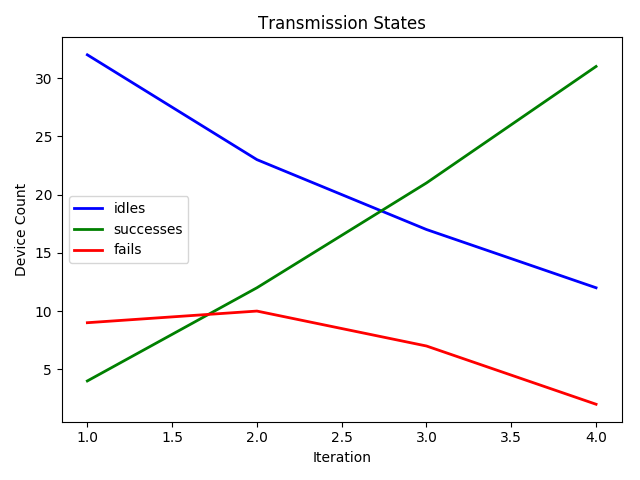 Transmission States
Device Count
30
25
20
15
10
5
idles
successes
fails
1.0 1.5 2.0 2.5 3.0 3.5 4.0
Iteration